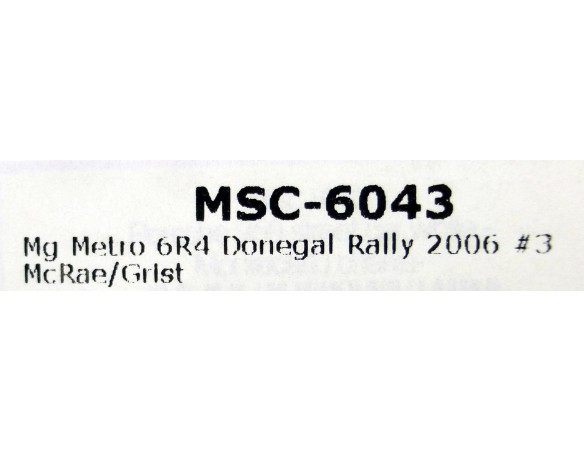 MSC-6043
Mg Metro 6R4 Donegal Rally 2006 #3
McRae/Grist